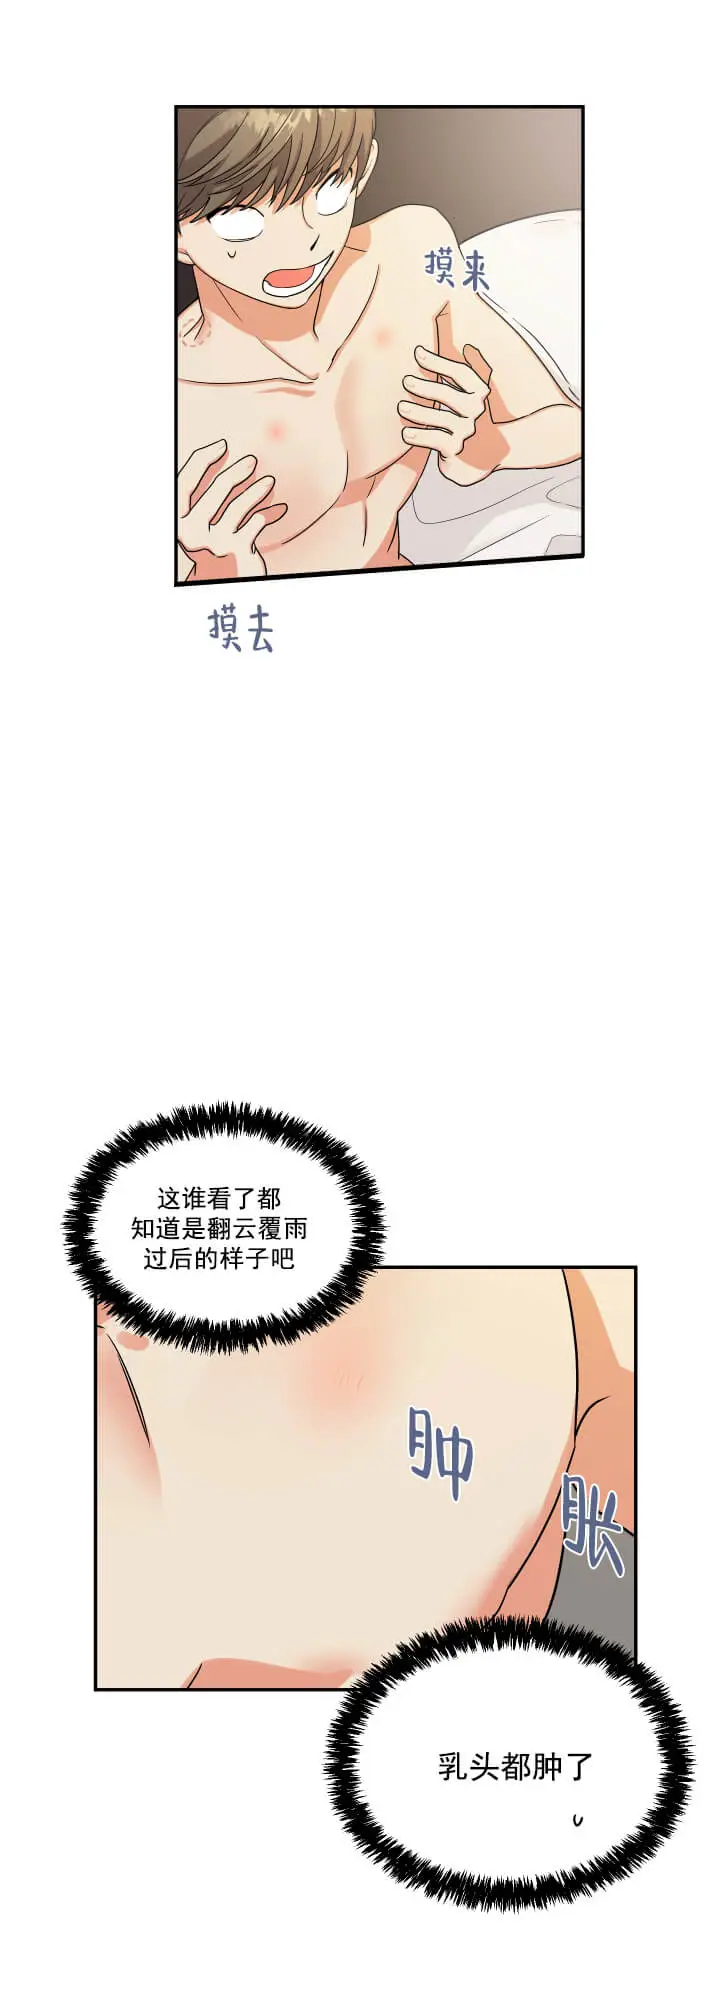 摸来
摸去
这谁看了都
知道是翻云覆雨
过后的样子吧
肿
胀
乳头都肿了